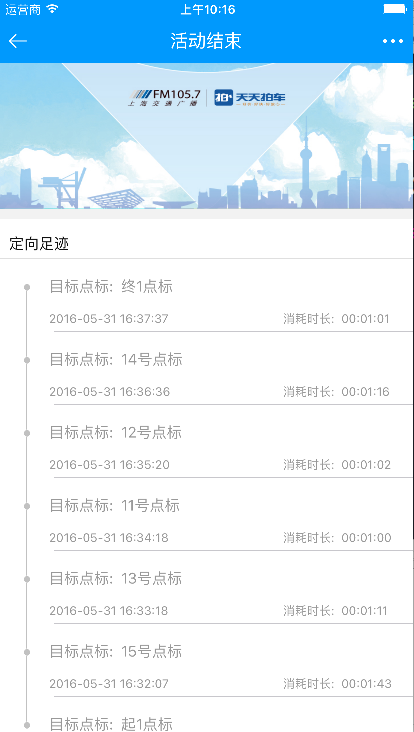 运营商 上午10:16
活动结束
FM105.7 天天拍车
上海交通广播
定向足迹
目标点标: 终1点标
2016-05-31 16:37:37 消耗时长: 00:01:01
目标点标: 14号点标
2016-05-31 16:36:36 消耗时长: 00:01:16
目标点标: 12号点标
2016-05-31 16:35:20 消耗时长: 00:01:02
目标点标: 11号点标
2016-05-31 16:34:18 消耗时长: 00:01:00
目标点标: 13号点标
2016-05-31 16:33:18 消耗时长: 00:01:11
目标点标: 15号点标
2016-05-31 16:32:07 消耗时长: 00:01:43
目标点标: 起1点标